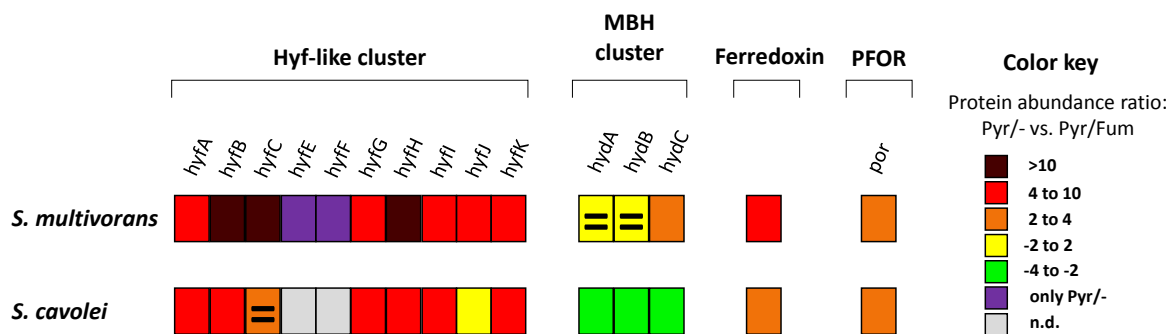 Hyf-like cluster
MBH
cluster
Ferredoxin
PFOR
Color key
Protein abundance ratio:
Pyr/- vs. Pyr/Fum
hyfA hyfB hyfC hyfE hyfF hyfG hyfH hyfI hyfJ hyfK hydA hydB hydC por
>10
4 to 10
2 to 4
-2 to 2
-4 to -2
only Pyr/-
n.d.
S. multivorans
= =
S. cavolei
=